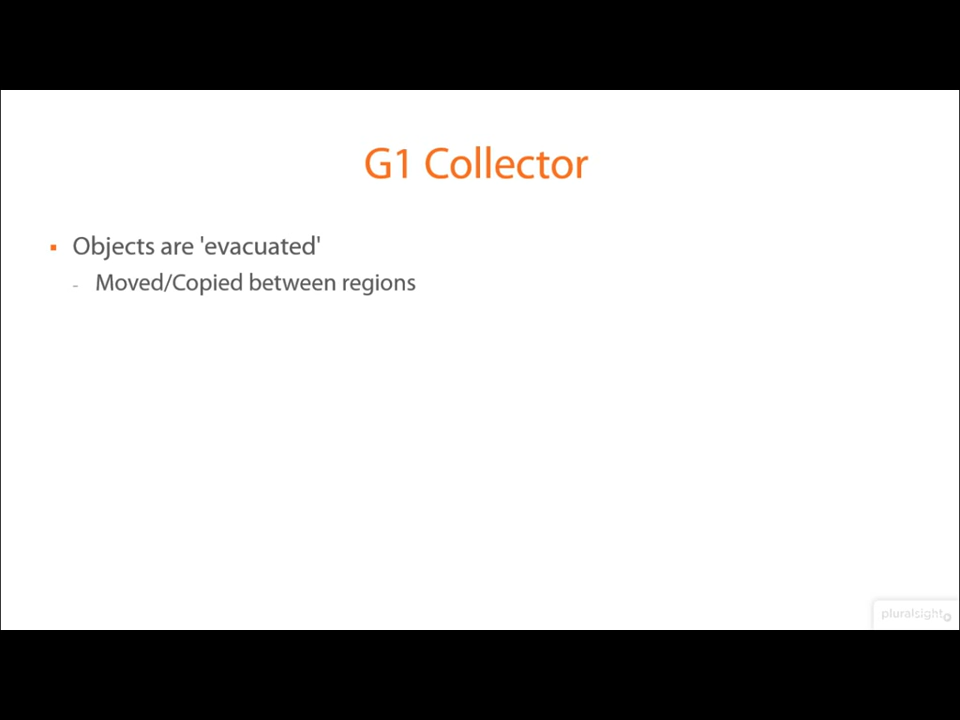 G1 Collector
▪ Objects are 'evacuated'
- Moved/Copied between regions
pluralsight